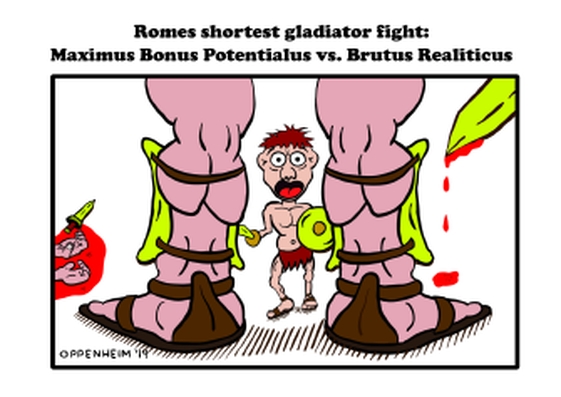 Romes shortest gladiator fight:
Maximus Bonus Potentialus vs. Brutus Realiticus
OPPENHEIM '19